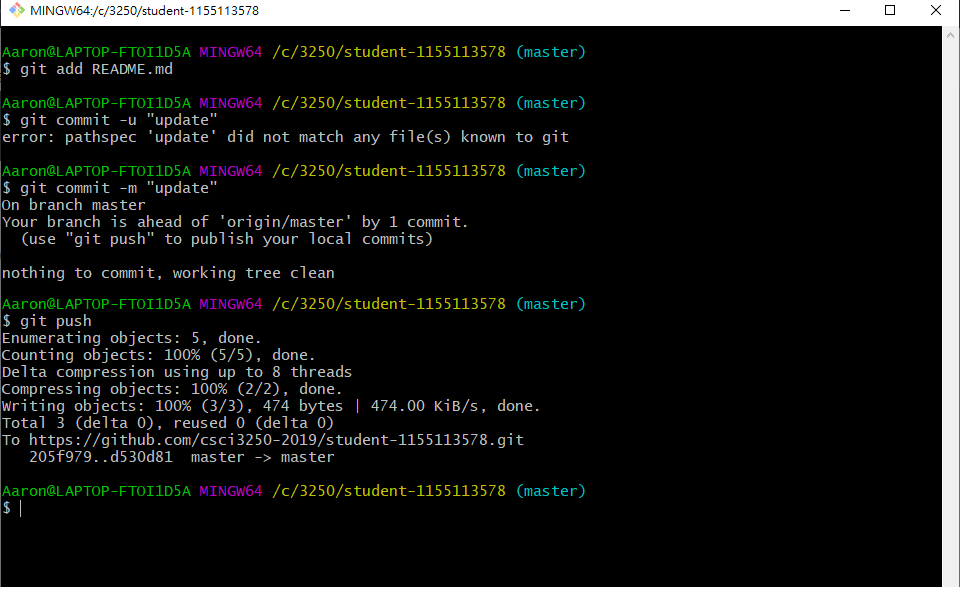 MINGW64:/c/3250/student-1155113578
Aaron@LAPTOP-FTOI1D5A MINGW64 /c/3250/student-1155113578 (master)
$ git add README.md
Aaron@LAPTOP-FTOI1D5A MINGW64 /c/3250/student-1155113578 (master)
$ git commit -u "update"
error: pathspec 'update' did not match any file(s) known to git
Aaron@LAPTOP-FTOI1D5A MINGW64 /c/3250/student-1155113578 (master)
$ git commit -m "update"
On branch master
Your branch is ahead of 'origin/master' by 1 commit.
  (use "git push" to publish your local commits)
nothing to commit, working tree clean
Aaron@LAPTOP-FTOI1D5A MINGW64 /c/3250/student-1155113578 (master)
$ git push
Enumerating objects: 5, done.
Counting objects: 100% (5/5), done.
Delta compression using up to 8 threads
Compressing objects: 100% (2/2), done.
Writing objects: 100% (3/3), 474 bytes | 474.00 KiB/s, done.
Total 3 (delta 0), reused 0 (delta 0)
To https://github.com/csci3250-2019/student-1155113578.git
   205f979..d530d81  master -> master
Aaron@LAPTOP-FTOI1D5A MINGW64 /c/3250/student-1155113578 (master)
$